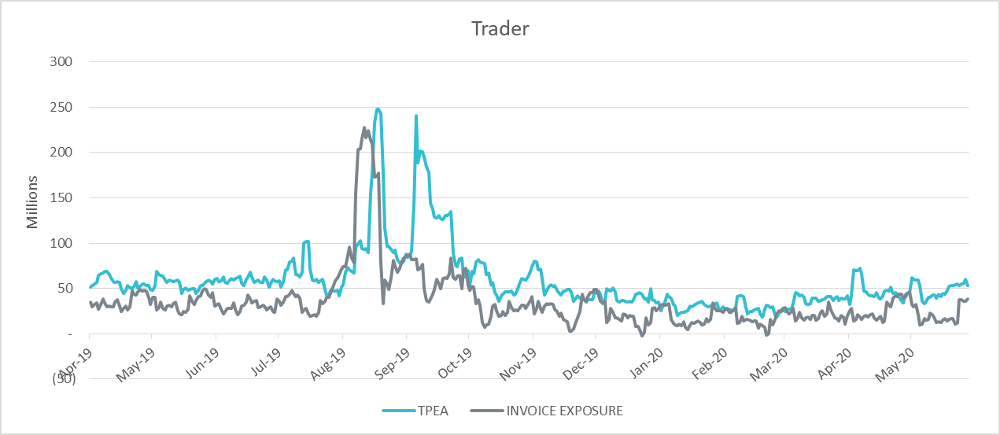 Trader
Millions
300
250
200
150
100
50
-
(50)
Apr-19 May-19 Jun-19 Jul-19 Aug-19 Sep-19 Oct-19 Nov-19 Dec-19 Jan-20 Feb-20 Mar-20 Apr-20 May-20
TPEA INVOICE EXPOSURE